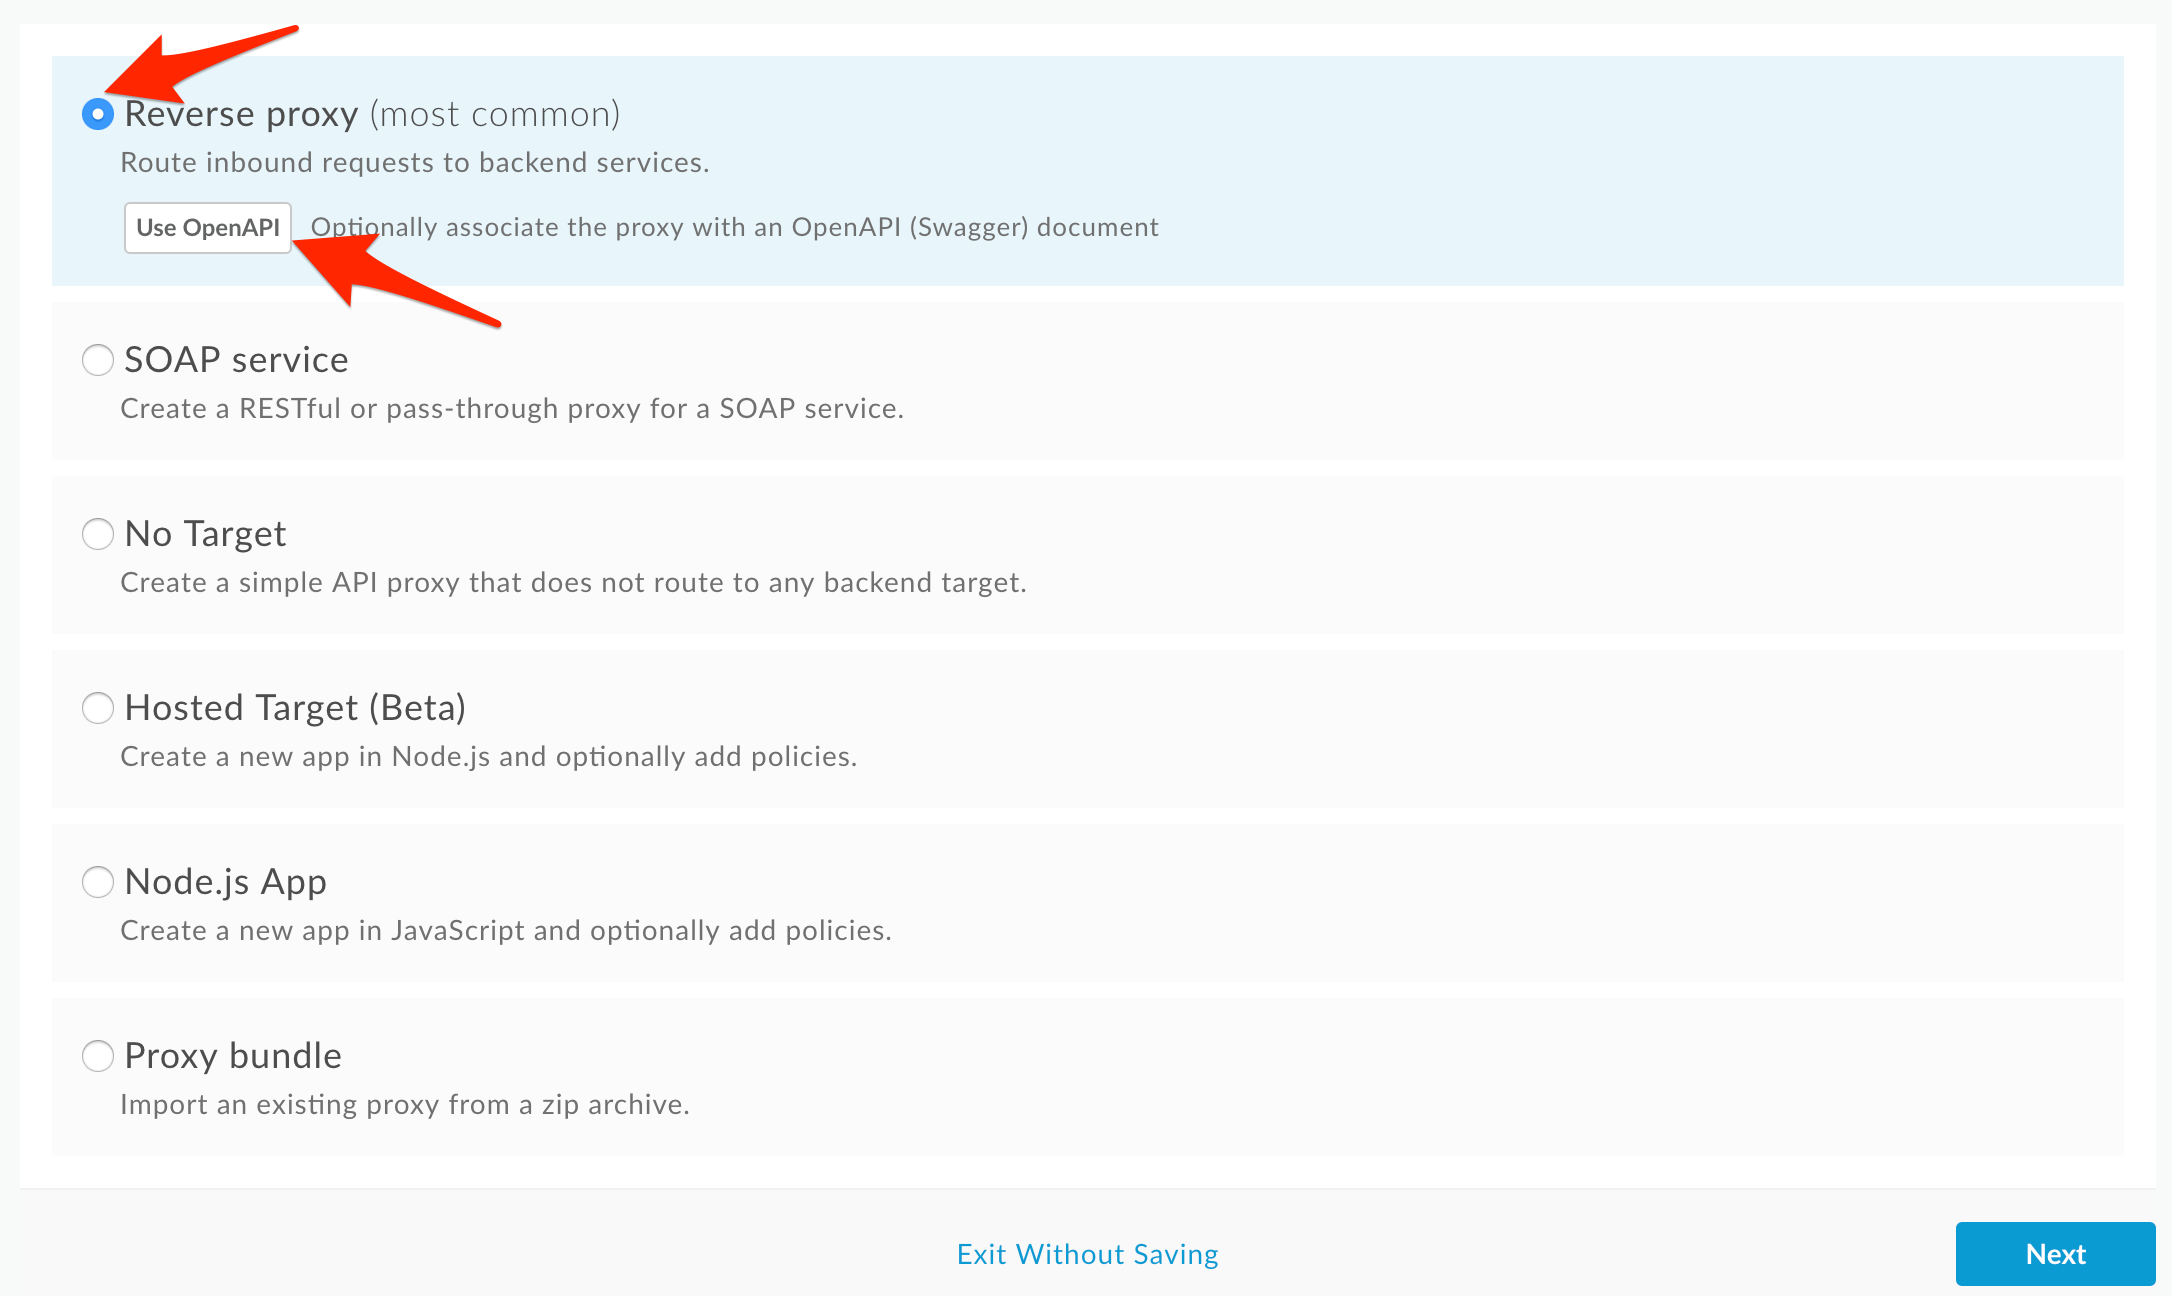 Reverse proxy (most common)
Route inbound requests to backend services.
Use OpenAPI Optionally associate the proxy with an OpenAPI (Swagger) document
SOAP service
Create a RESTful or pass-through proxy for a SOAP service.
No Target
Create a simple API proxy that does not route to any backend target.
Hosted Target (Beta)
Create a new app in Node.js and optionally add policies.
Node.js App
Create a new app in JavaScript and optionally add policies.
Proxy bundle
Import an existing proxy from a zip archive.
Exit Without Saving
Next